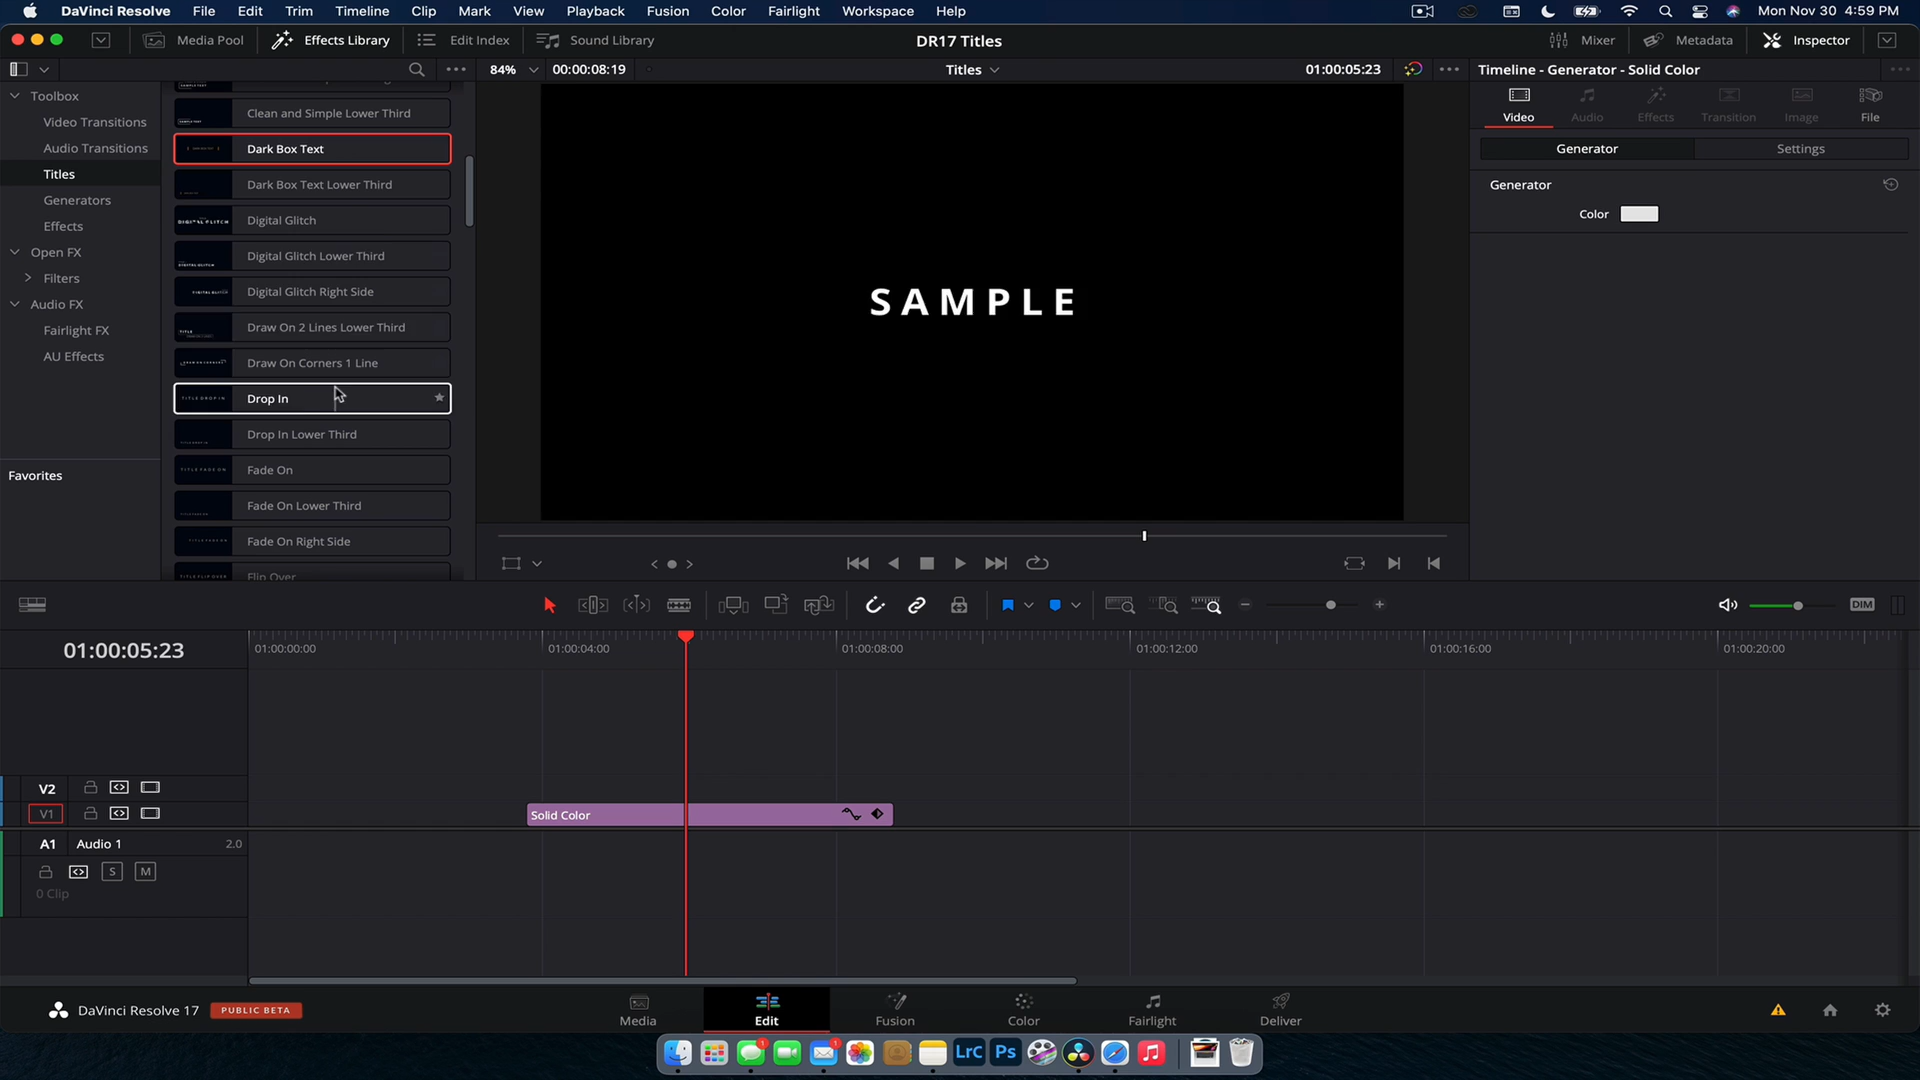 DaVinci Resolve File Edit Trim Timeline Clip Mark View Playback Fusion Color Fairlight Workspace Help Mon Nov 30 4:59 PM
Media Pool Effects Library Edit Index Sound Library DR17 Titles Mixer Metadata Inspector
84% 00:00:08:19 Titles 01:00:05:23 Timeline - Generator - Solid Color
Toolbox
Video Transitions
Audio Transitions
Titles
Generators
Effects
Open FX
Filters
Audio FX
Fairlight FX
AU Effects
Favorites
Clean and Simple Lower Third
Dark Box Text
Dark Box Text Lower Third
Digital Glitch
Digital Glitch Lower Third
Digital Glitch Right Side
Draw On 2 Lines Lower Third
Draw On Corners 1 Line
Drop In
Drop In Lower Third
Fade On
Fade On Lower Third
Fade On Right Side
Flip Over
SAMPLE
Video Audio Effects Transition Image File
Generator Settings
Generator
Color
DIM
01:00:05:23
01:00:00:00 01:00:04:00 01:00:08:00 01:00:12:00 01:00:16:00 01:00:20:00
V2
V1
Solid Color
A1 Audio 1 2.0
S M
0 Clip
DaVinci Resolve 17 PUBLIC BETA
Media Edit Fusion Color Fairlight Deliver
1 1 LrC Ps